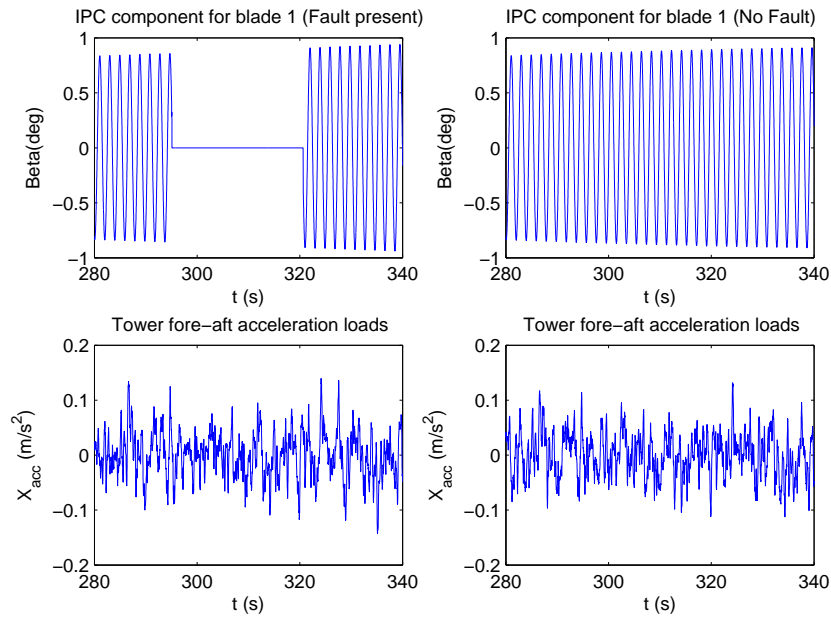 IPC component for blade 1 (Fault present)
1
0.5
0
−0.5
−1
Beta(deg)
280 300 320 340
t (s)
IPC component for blade 1 (No Fault)
1
0.5
0
−0.5
−1
Beta(deg)
280 300 320 340
t (s)
Tower fore−aft acceleration loads
0.2
0.1
0
−0.1
−0.2
X_acc (m/s²)
280 300 320 340
t (s)
Tower fore−aft acceleration loads
0.2
0.1
0
−0.1
−0.2
X_acc (m/s²)
280 300 320 340
t (s)